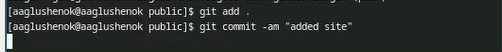 [aaglushenok@aaglushenok public]$ git add .
[aaglushenok@aaglushenok public]$ git commit -am "added site"